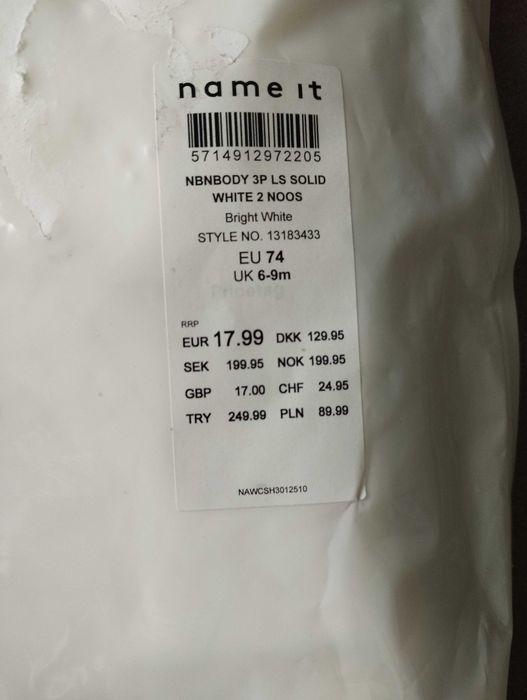 name it
5714912972205
NBNBODY 3P LS SOLID
WHITE 2 NOOS
Bright White
STYLE NO. 13183433
EU 74
UK 6-9m
Pricetag
RRP
EUR 17.99 DKK 129.95
SEK 199.95 NOK 199.95
GBP 17.00 CHF 24.95
TRY 249.99 PLN 89.99
NAWCSH3012510